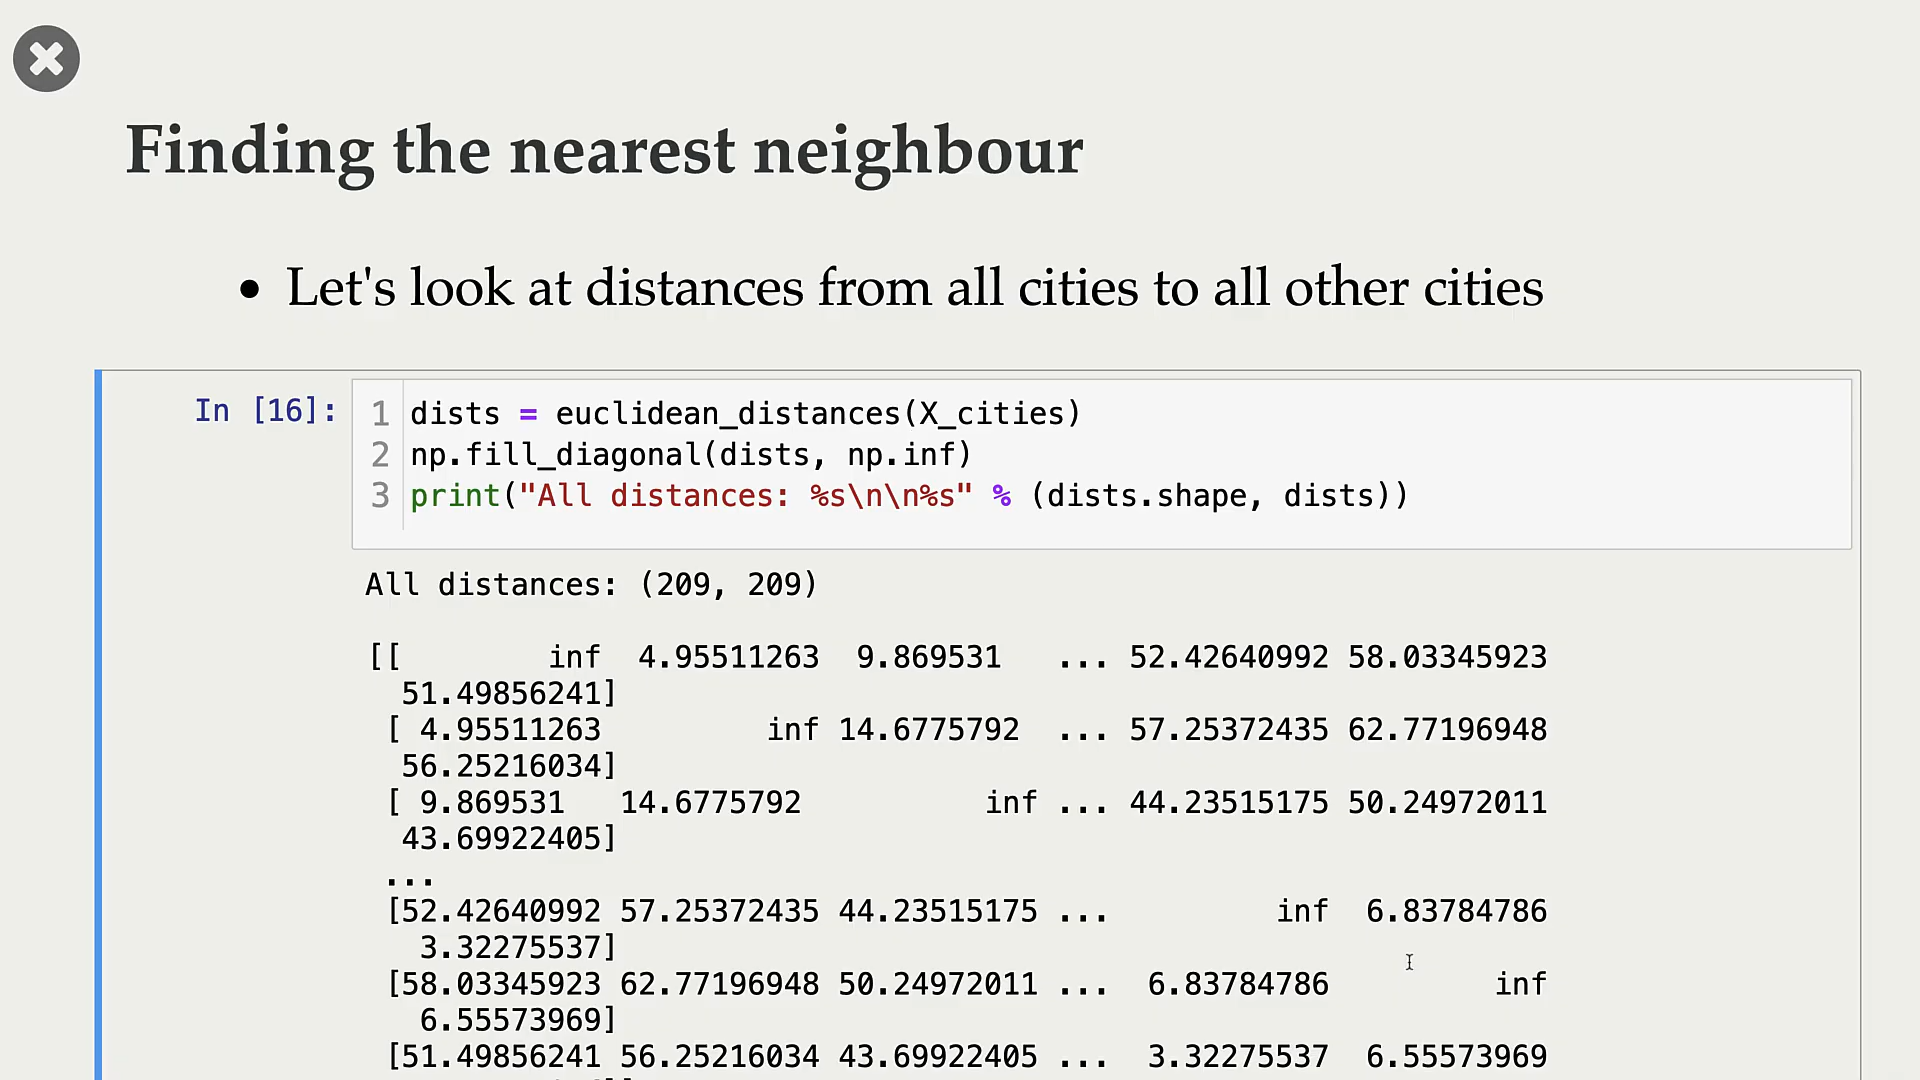 Finding the nearest neighbour
• Let's look at distances from all cities to all other cities
In [16]:
1 dists = euclidean_distances(X_cities)
2 np.fill_diagonal(dists, np.inf)
3 print("All distances: %s\n\n%s" % (dists.shape, dists))
All distances: (209, 209)
[[ inf 4.95511263 9.869531 ... 52.42640992 58.03345923
51.49856241]
[ 4.95511263 inf 14.6775792 ... 57.25372435 62.77196948
56.25216034]
[ 9.869531 14.6775792 inf ... 44.23515175 50.24972011
43.69922405]
...
[52.42640992 57.25372435 44.23515175 ... inf 6.83784786
3.32275537]
[58.03345923 62.77196948 50.24972011 ... 6.83784786 inf
6.55573969]
[51.49856241 56.25216034 43.69922405 ... 3.32275537 6.55573969